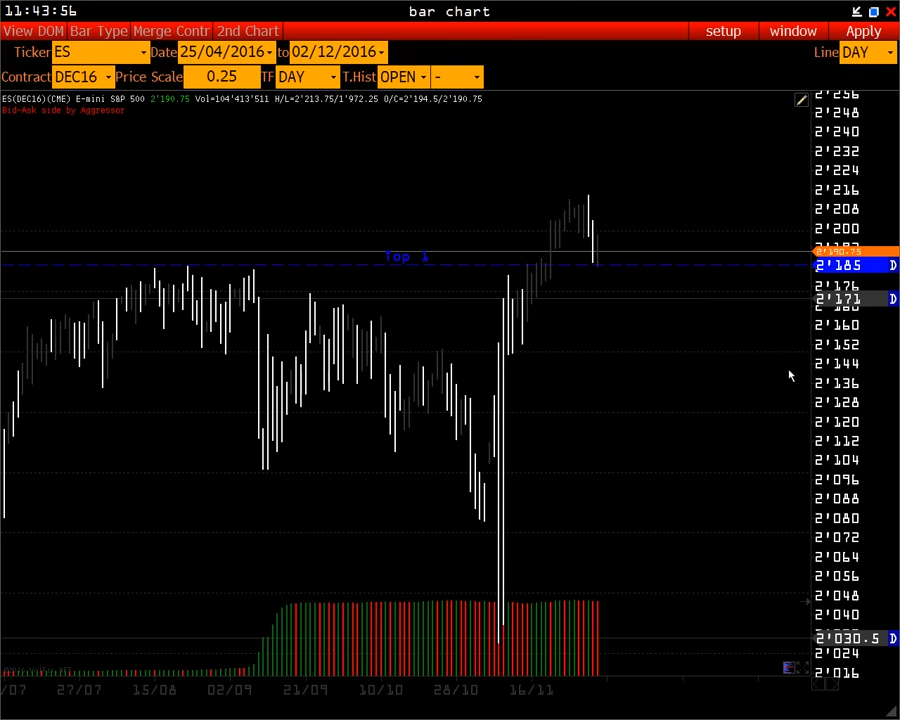 11:43:56 bar chart
View DOM Bar Type Merge Contr 2nd Chart setup window Apply
Ticker ES Date 25/04/2016 to 02/12/2016 Line DAY
Contract DEC16 Price Scale 0.25 TF DAY T.Hist OPEN -
ES(DEC16)(CME) E-mini S&P 500 2'190.75 Vol=104'413'511 H/L=2'213.75/1'972.25 O/C=2'194.5/2'190.75
Bid-Ask side by Aggressor
2'256
2'248
2'240
2'232
2'224
2'216
2'208
2'200
2'190.75
Top 1
2'185 D
2'176
2'171 D
2'160
2'152
2'144
2'136
2'128
2'120
2'112
2'104
2'096
2'088
2'080
2'072
2'064
2'056
2'048
2'040
2'030.5 D
2'024
2'016
/07 27/07 15/08 02/09 21/09 10/10 28/10 16/11